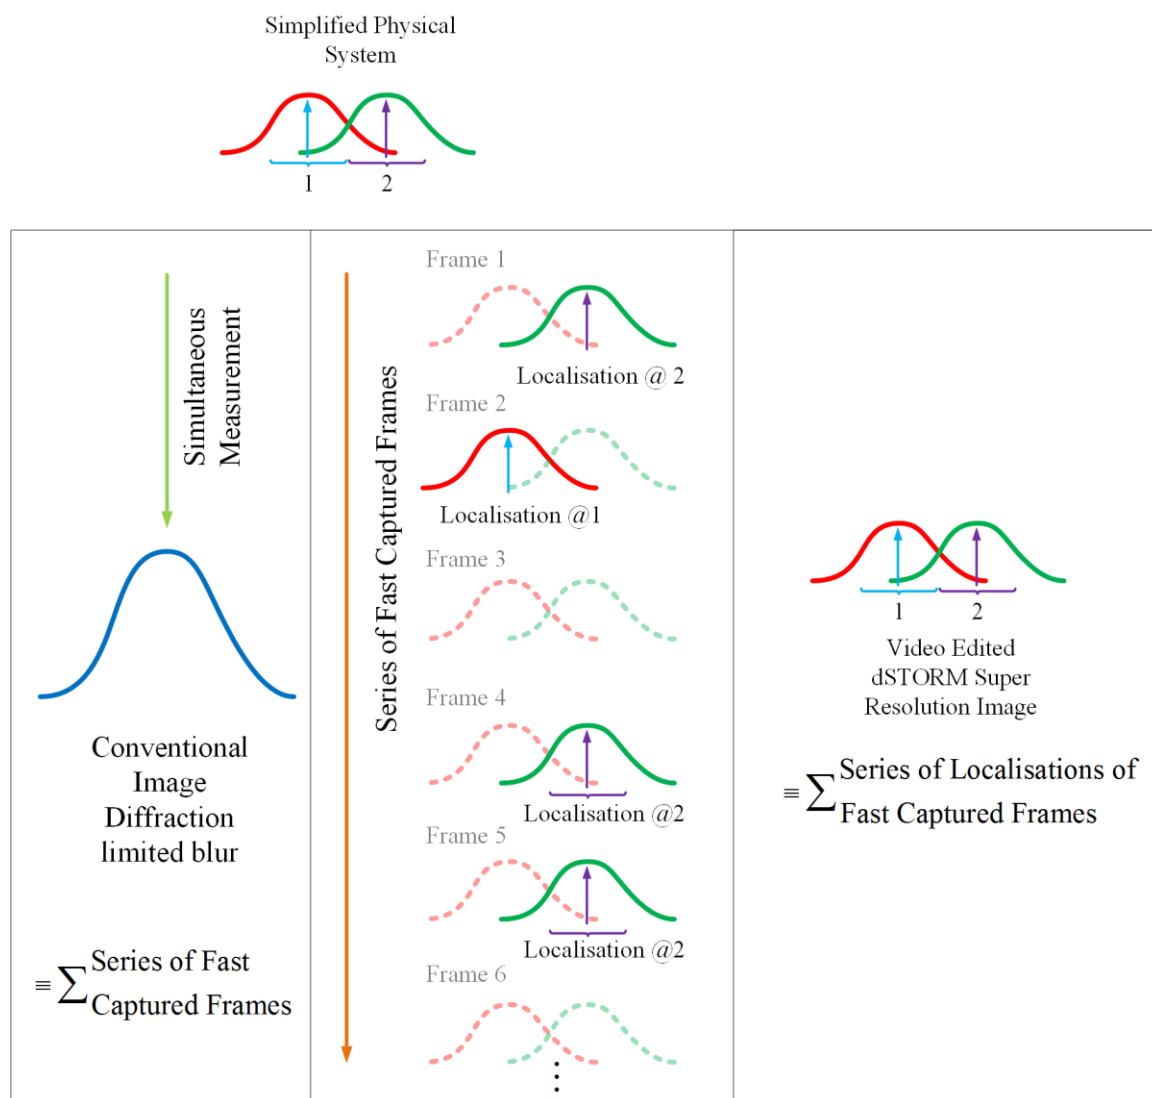 Simplified Physical
System
1
2
Simultaneous
Measurement
Conventional
Image
Diffraction
limited blur
≡ ∑ Series of Fast
Captured Frames
Series of Fast Captured Frames
Frame 1
Localisation @ 2
Frame 2
Localisation @1
Frame 3
Frame 4
Localisation @2
Frame 5
Localisation @2
Frame 6
⋮
1
2
Video Edited
dSTORM Super
Resolution Image
≡ ∑ Series of Localisations of
Fast Captured Frames